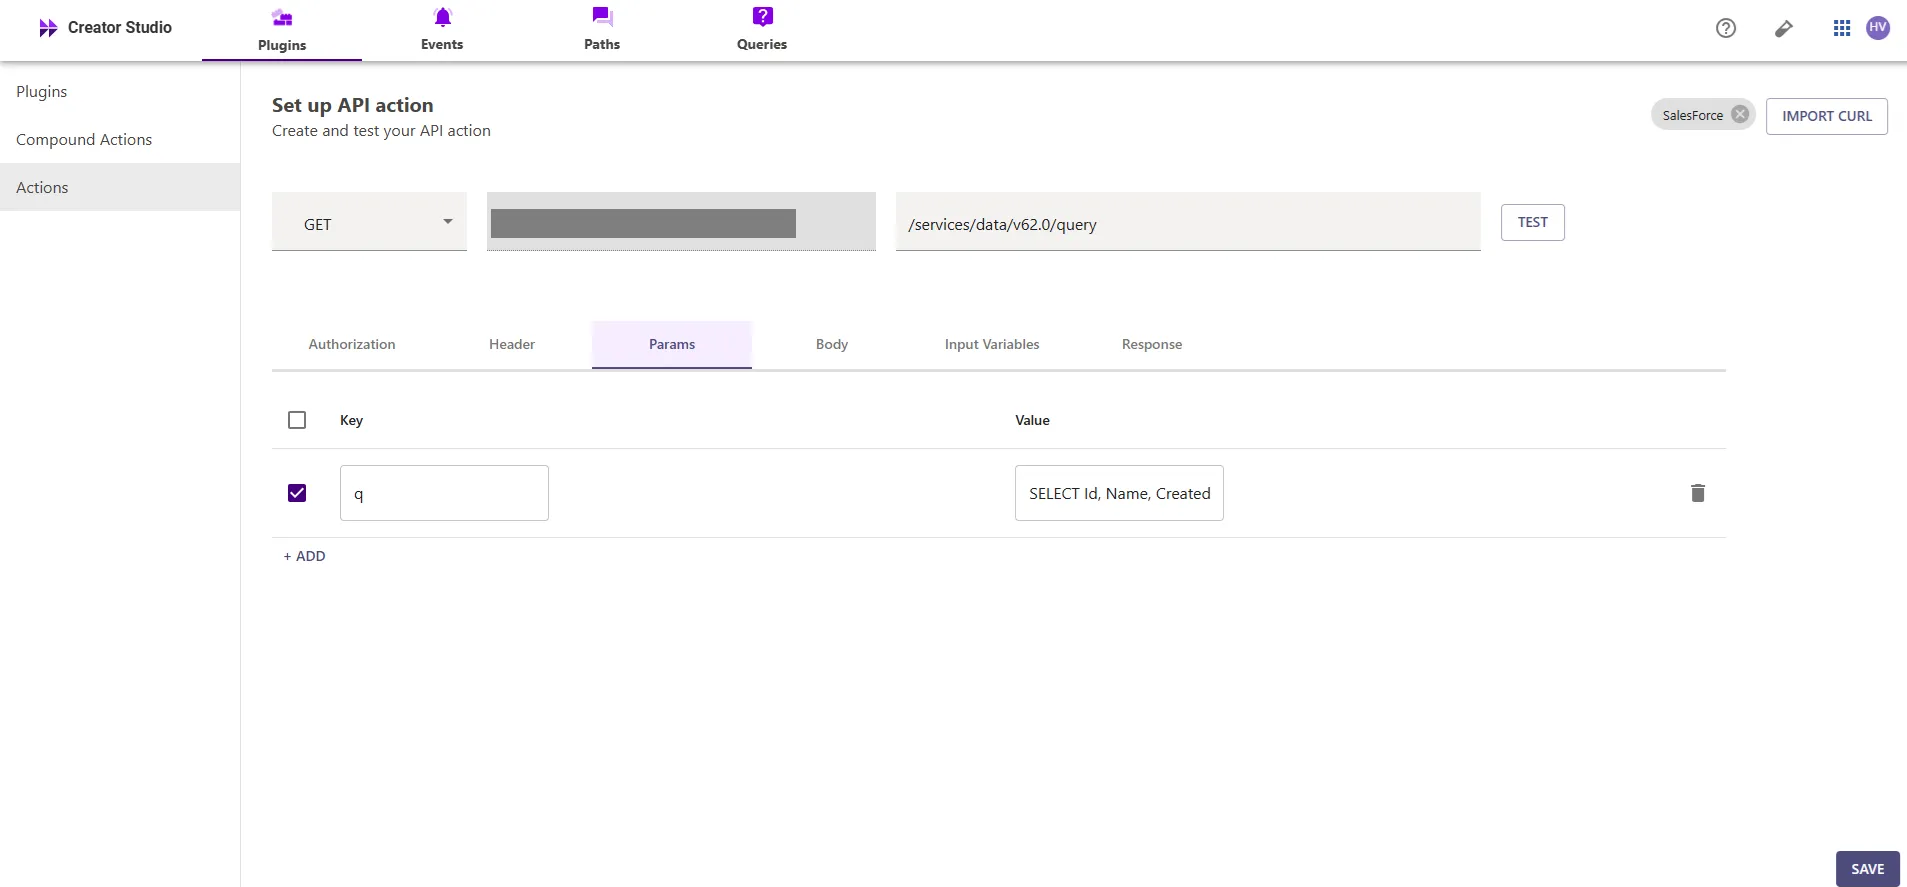 Creator Studio
Plugins
Events
Paths
Queries
?
HV
Plugins
Compound Actions
Actions
Set up API action
Create and test your API action
SalesForce
IMPORT CURL
GET
/services/data/v62.0/query
TEST
Authorization
Header
Params
Body
Input Variables
Response
Key
Value
q
SELECT Id, Name, Created
+ ADD
SAVE